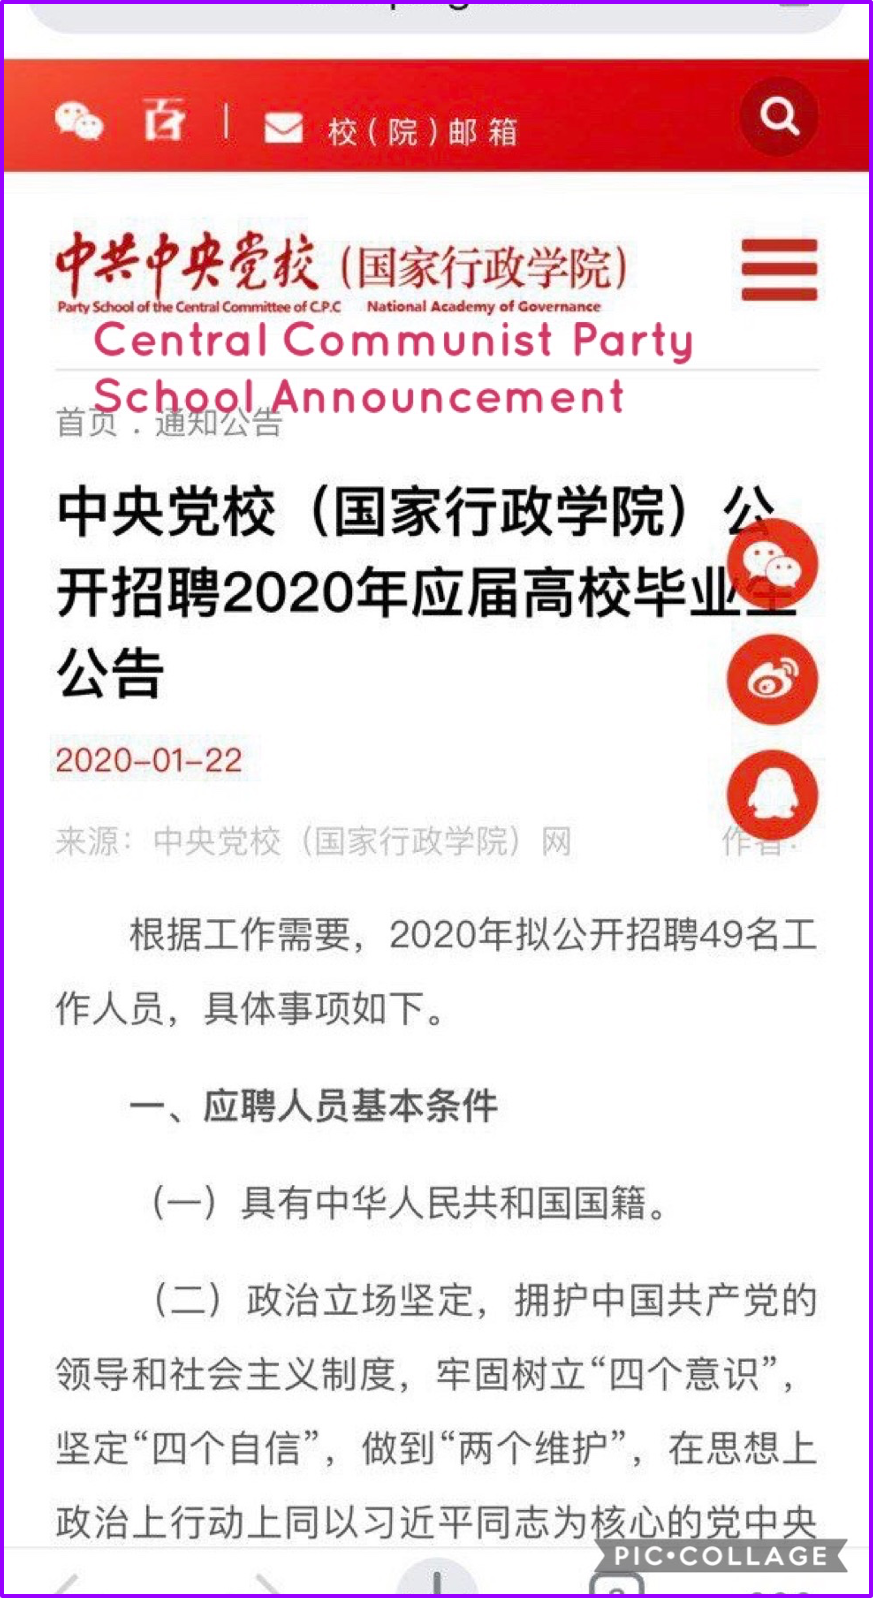 校(院)邮箱
中共中央党校(国家行政学院)
Party School of the Central Committee of C.P.C National Academy of Governance
Central Communist Party
School Announcement
首页 . 通知公告
中央党校（国家行政学院）公
开招聘2020年应届高校毕业生
公告
2020-01-22
来源：中央党校（国家行政学院）网 作者：
根据工作需要，2020年拟公开招聘49名工
作人员，具体事项如下。
一、应聘人员基本条件
（一）具有中华人民共和国国籍。
（二）政治立场坚定，拥护中国共产党的
领导和社会主义制度，牢固树立“四个意识”，
坚定“四个自信”，做到“两个维护”，在思想上
政治上行动上同以习近平同志为核心的党中央
PIC•COLLAGE